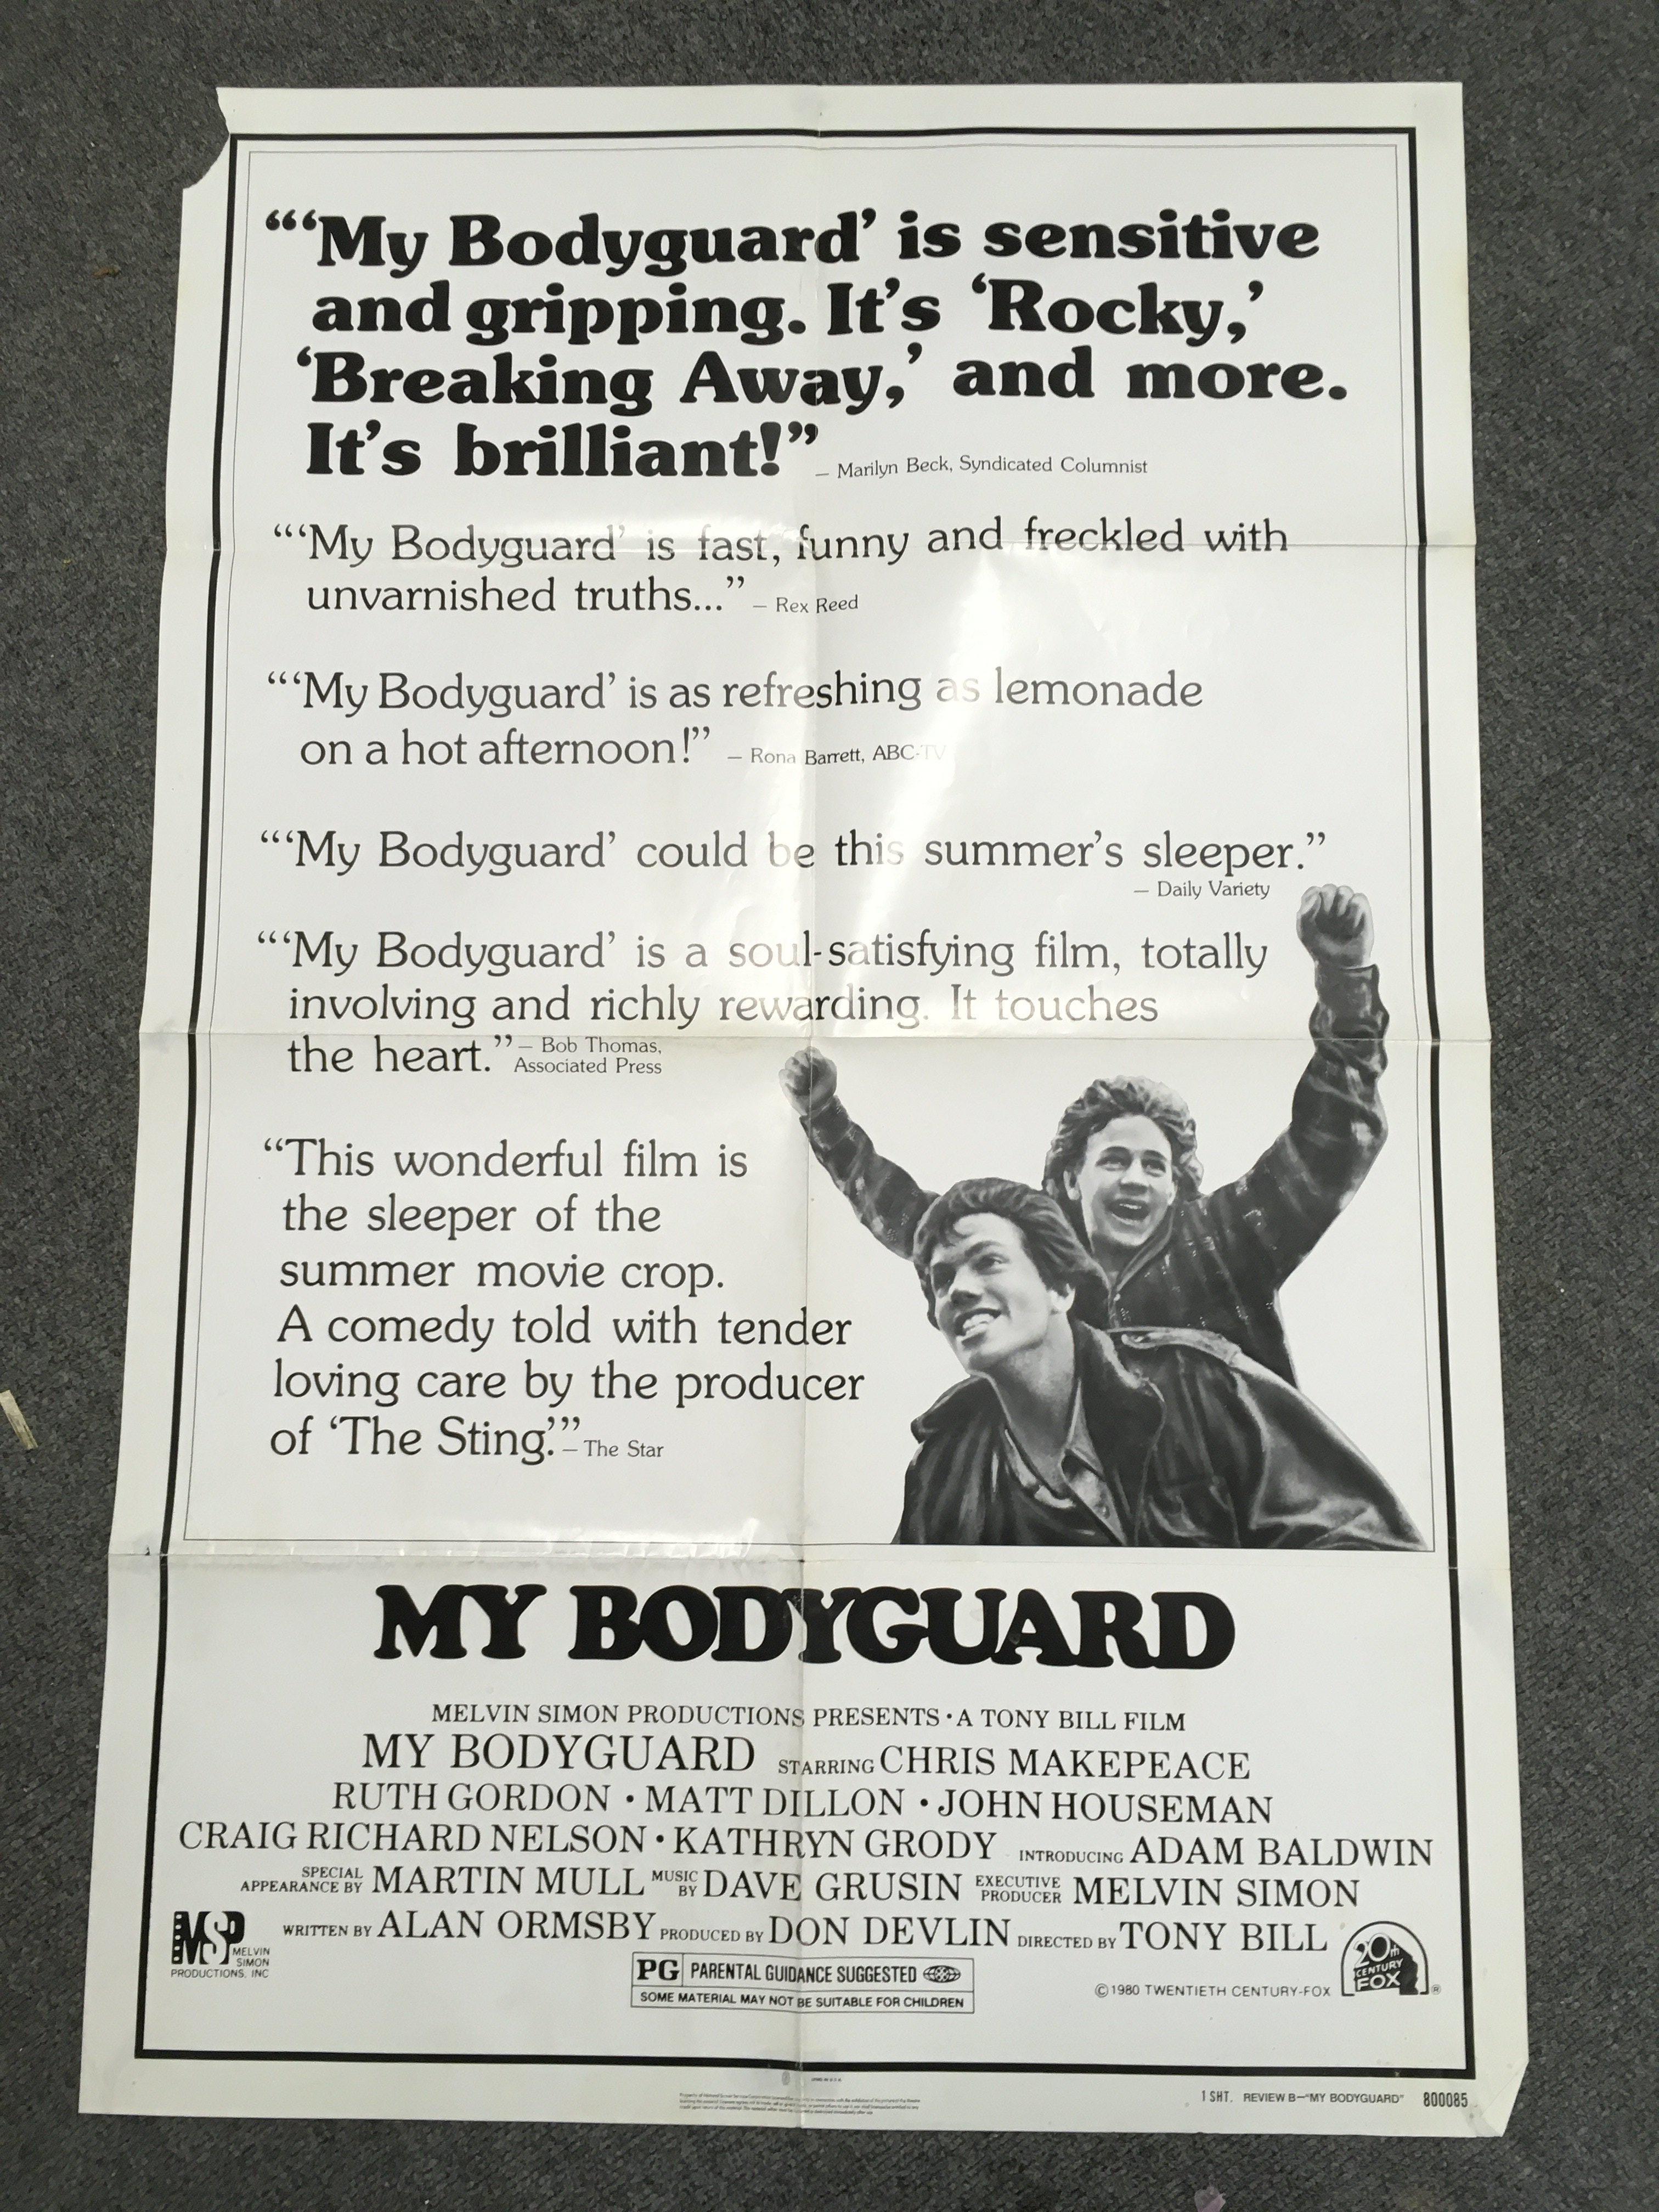 “‘My Bodyguard’ is sensitive
and gripping. It’s ‘Rocky,’
‘Breaking Away,’ and more.
It’s brilliant!” – Marilyn Beck, Syndicated Columnist
“‘My Bodyguard’ is fast, funny and freckled with
unvarnished truths...” – Rex Reed
“‘My Bodyguard’ is as refreshing as lemonade
on a hot afternoon!” – Rona Barrett, ABC-TV
“‘My Bodyguard’ could be this summer’s sleeper.”
– Daily Variety
“‘My Bodyguard’ is a soul-satisfying film, totally
involving and richly rewarding. It touches
the heart.” – Bob Thomas,
Associated Press
“This wonderful film is
the sleeper of the
summer movie crop.
A comedy told with tender
loving care by the producer
of ‘The Sting.’” – The Star
MY BODYGUARD
MELVIN SIMON PRODUCTIONS PRESENTS • A TONY BILL FILM
MY BODYGUARD STARRING CHRIS MAKEPEACE
RUTH GORDON • MATT DILLON • JOHN HOUSEMAN
CRAIG RICHARD NELSON • KATHRYN GRODY INTRODUCING ADAM BALDWIN
SPECIAL APPEARANCE BY MARTIN MULL MUSIC BY DAVE GRUSIN EXECUTIVE PRODUCER MELVIN SIMON
WRITTEN BY ALAN ORMSBY PRODUCED BY DON DEVLIN DIRECTED BY TONY BILL
MSP
MELVIN
SIMON
PRODUCTIONS, INC
PG PARENTAL GUIDANCE SUGGESTED
SOME MATERIAL MAY NOT BE SUITABLE FOR CHILDREN
©1980 TWENTIETH CENTURY-FOX
20th
CENTURY
FOX
®
1 SHT. REVIEW B—“MY BODYGUARD” 800085